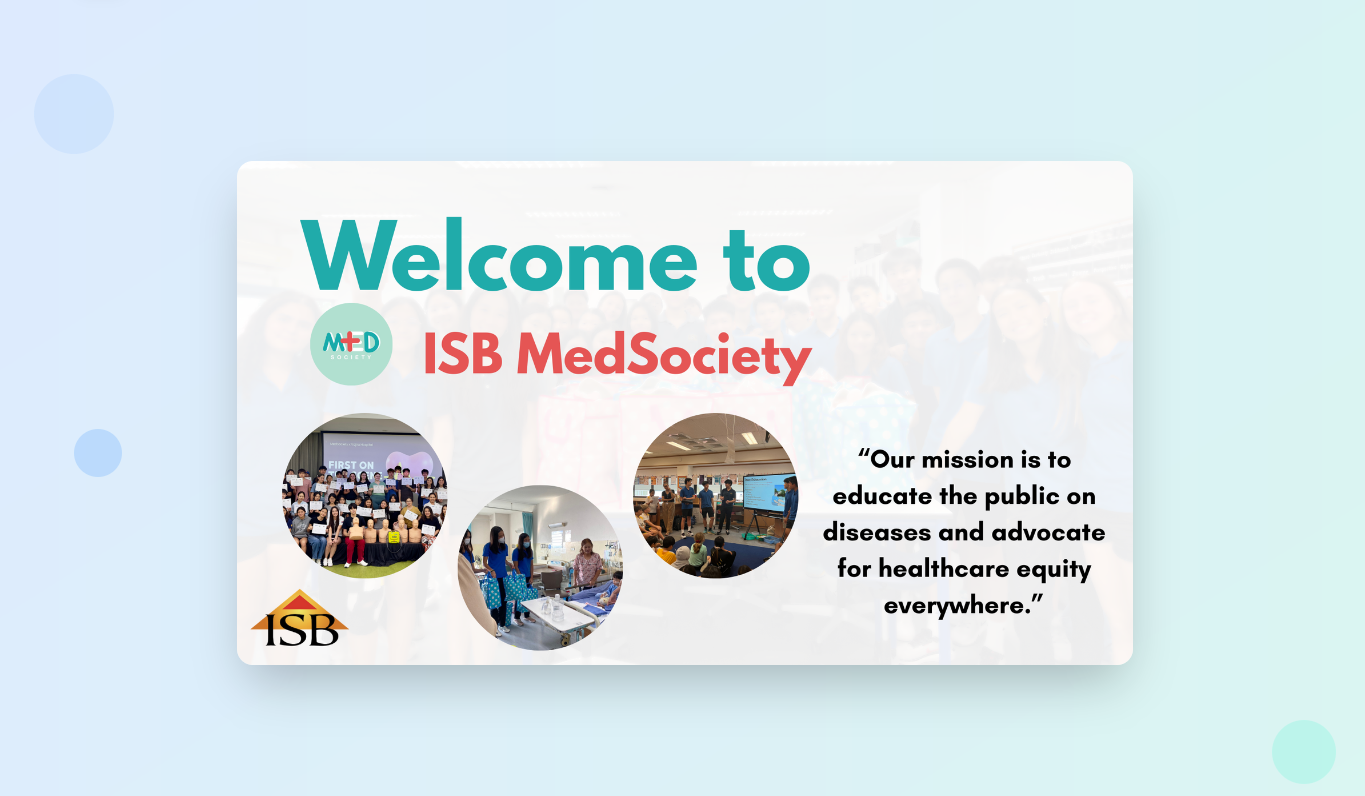 Welcome to
MED
SOCIETY
ISB MedSociety
FIRST ON
“Our mission is to
educate the public on
diseases and advocate
for healthcare equity
everywhere.”
ISB